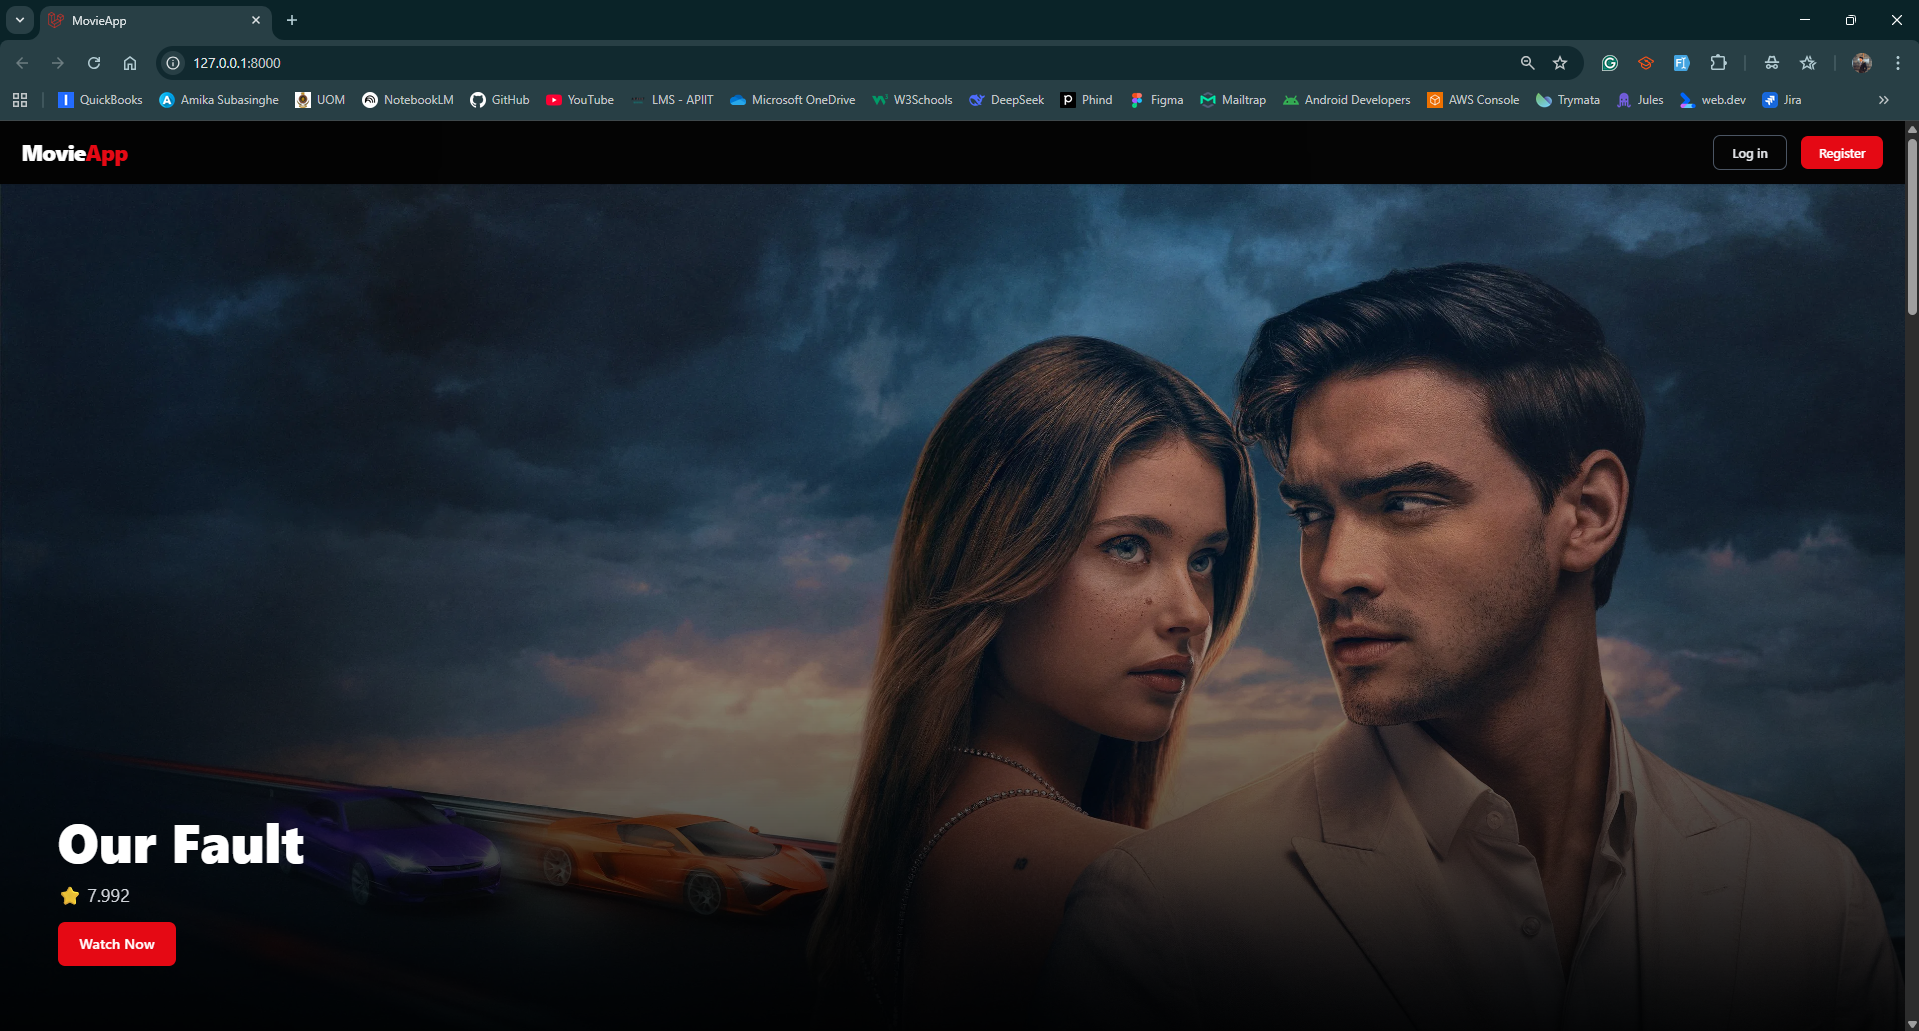 MovieApp
127.0.0.1:8000
QuickBooks
Amika Subasinghe
UOM
NotebookLM
GitHub
YouTube
LMS - APIIT
Microsoft OneDrive
W3Schools
DeepSeek
Phind
Figma
Mailtrap
Android Developers
AWS Console
Trymata
Jules
web.dev
Jira
MovieApp
Log in
Register
Our Fault
7.992
Watch Now